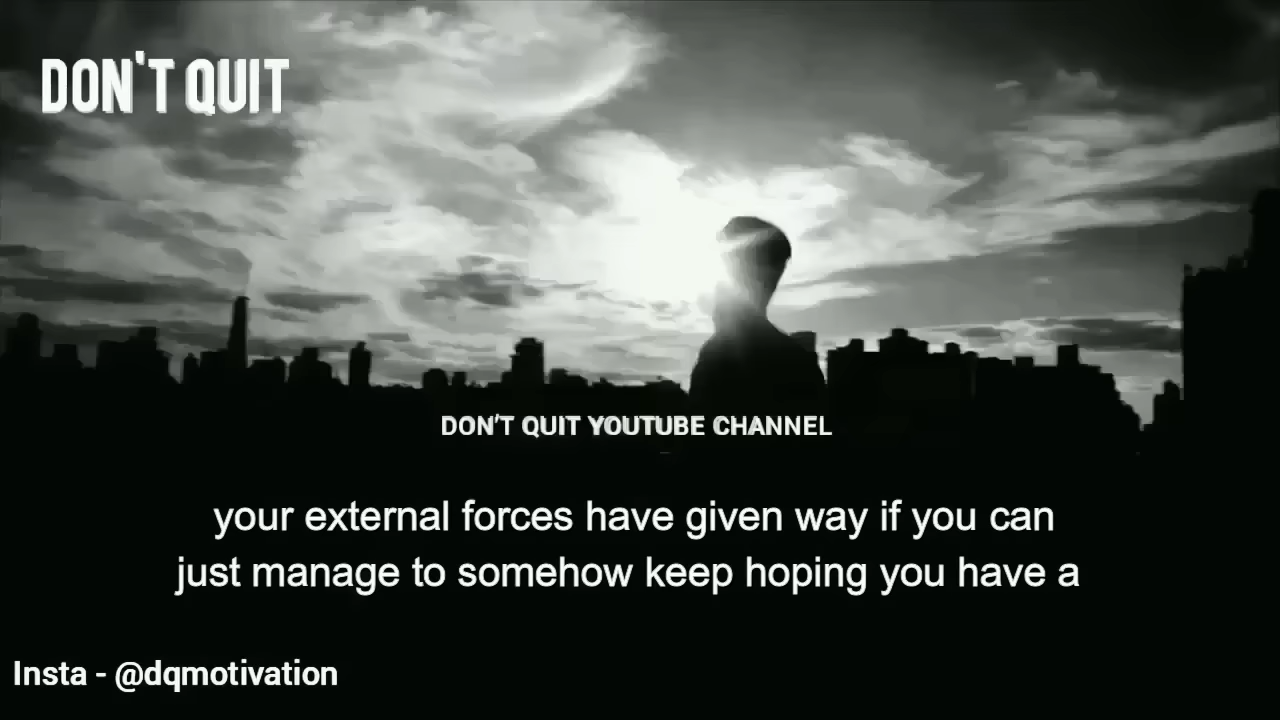 DON'T QUIT
DON'T QUIT YOUTUBE CHANNEL
your external forces have given way if you can
just manage to somehow keep hoping you have a
Insta - @dqmotivation